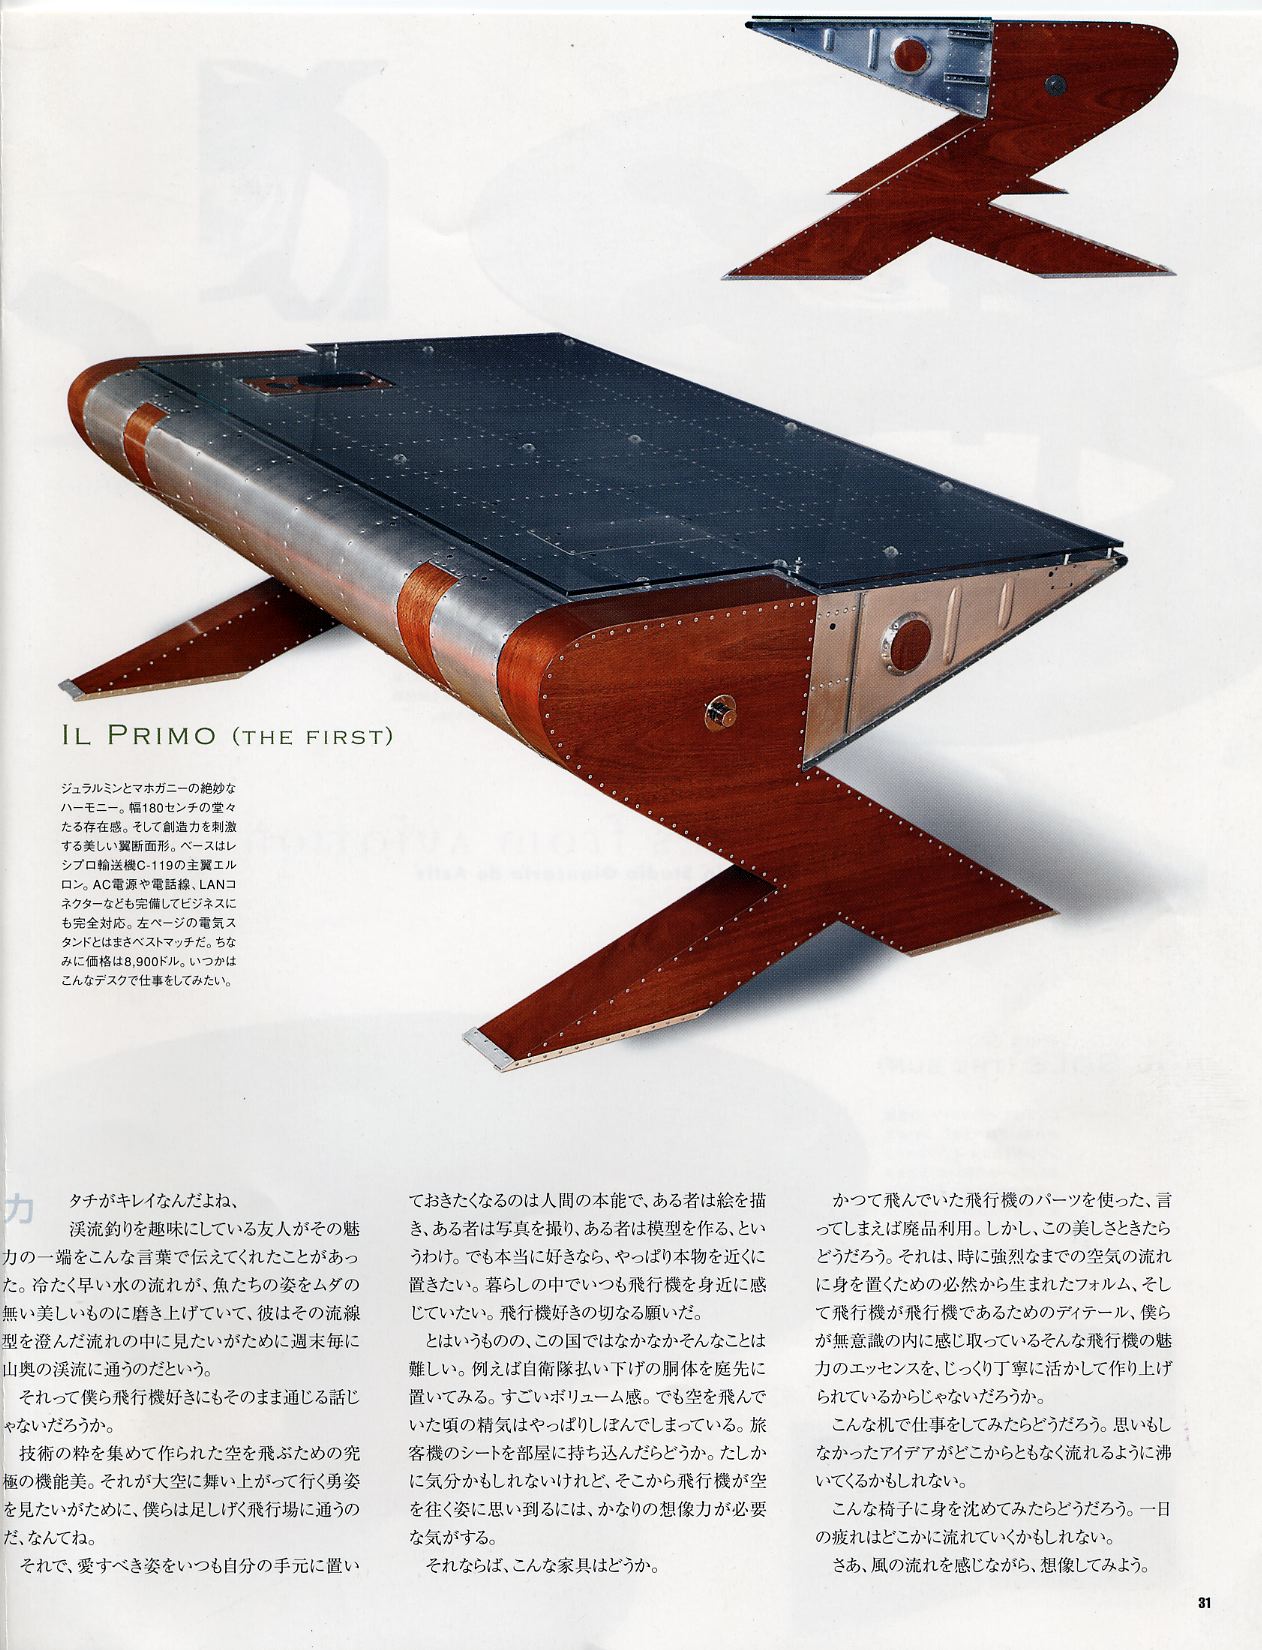 IL PRIMO (THE FIRST)
ジュラルミンとマホガニーの絶妙な
ハーモニー。幅180センチの堂々
たる存在感。そして創造力を刺激
する美しい翼断面形。ベースはレ
シプロ輸送機C-119の主翼エル
ロン。AC電源や電話線、LANコ
ネクターなども完備してビジネスに
も完全対応。左ページの電気ス
タンドとはまさベストマッチだ。ちな
みに価格は8,900ドル。いつかは
こんなデスクで仕事をしてみたい。
カタチがキレイなんだよね、
渓流釣りを趣味にしている友人がその魅
力の一端をこんな言葉で伝えてくれたことがあっ
た。冷たく早い水の流れが、魚たちの姿をムダの
無い美しいものに磨き上げていて、彼はその流線
型を澄んだ流れの中に見たいがために週末毎に
山奥の渓流に通うのだという。
それって僕ら飛行機好きにもそのまま通じる話じ
ゃないだろうか。
技術の粋を集めて作られた空を飛ぶための究
極の機能美。それが大空に舞い上がって行く勇姿
を見たいがために、僕らは足しげく飛行場に通うの
だ、なんてね。
それで、愛すべき姿をいつも自分の手元に置い
ておきたくなるのは人間の本能で、ある者は絵を描
き、ある者は写真を撮り、ある者は模型を作る、とい
うわけ。でも本当に好きなら、やっぱり本物を近くに
置きたい。暮らしの中でいつも飛行機を身近に感
じていたい。飛行機好きの切なる願いだ。
とはいうものの、この国ではなかなかそんなことは
難しい。例えば自衛隊払い下げの胴体を庭先に
置いてみる。すごいボリューム感。でも空を飛んで
いた頃の精気はやっぱりしぼんでしまっている。旅
客機のシートを部屋に持ち込んだらどうか。たしか
に気分かもしれないけれど、そこから飛行機が空
を往く姿に思い到るには、かなりの想像力が必要
な気がする。
それならば、こんな家具はどうか。
かつて飛んでいた飛行機のパーツを使った、言
ってしまえば廃品利用。しかし、この美しさときたら
どうだろう。それは、時に強烈なまでの空気の流れ
に身を置くための必然から生まれたフォルム、そし
て飛行機が飛行機であるためのディテール、僕ら
が無意識の内に感じ取っているそんな飛行機の魅
力のエッセンスを、じっくり丁寧に活かして作り上げ
られているからじゃないだろうか。
こんな机で仕事をしてみたらどうだろう。思いもし
なかったアイデアがどこからともなく流れるように沸
いてくるかもしれない。
こんな椅子に身を沈めてみたらどうだろう。一日
の疲れはどこかに流れていくかもしれない。
さあ、風の流れを感じながら、想像してみよう。
31